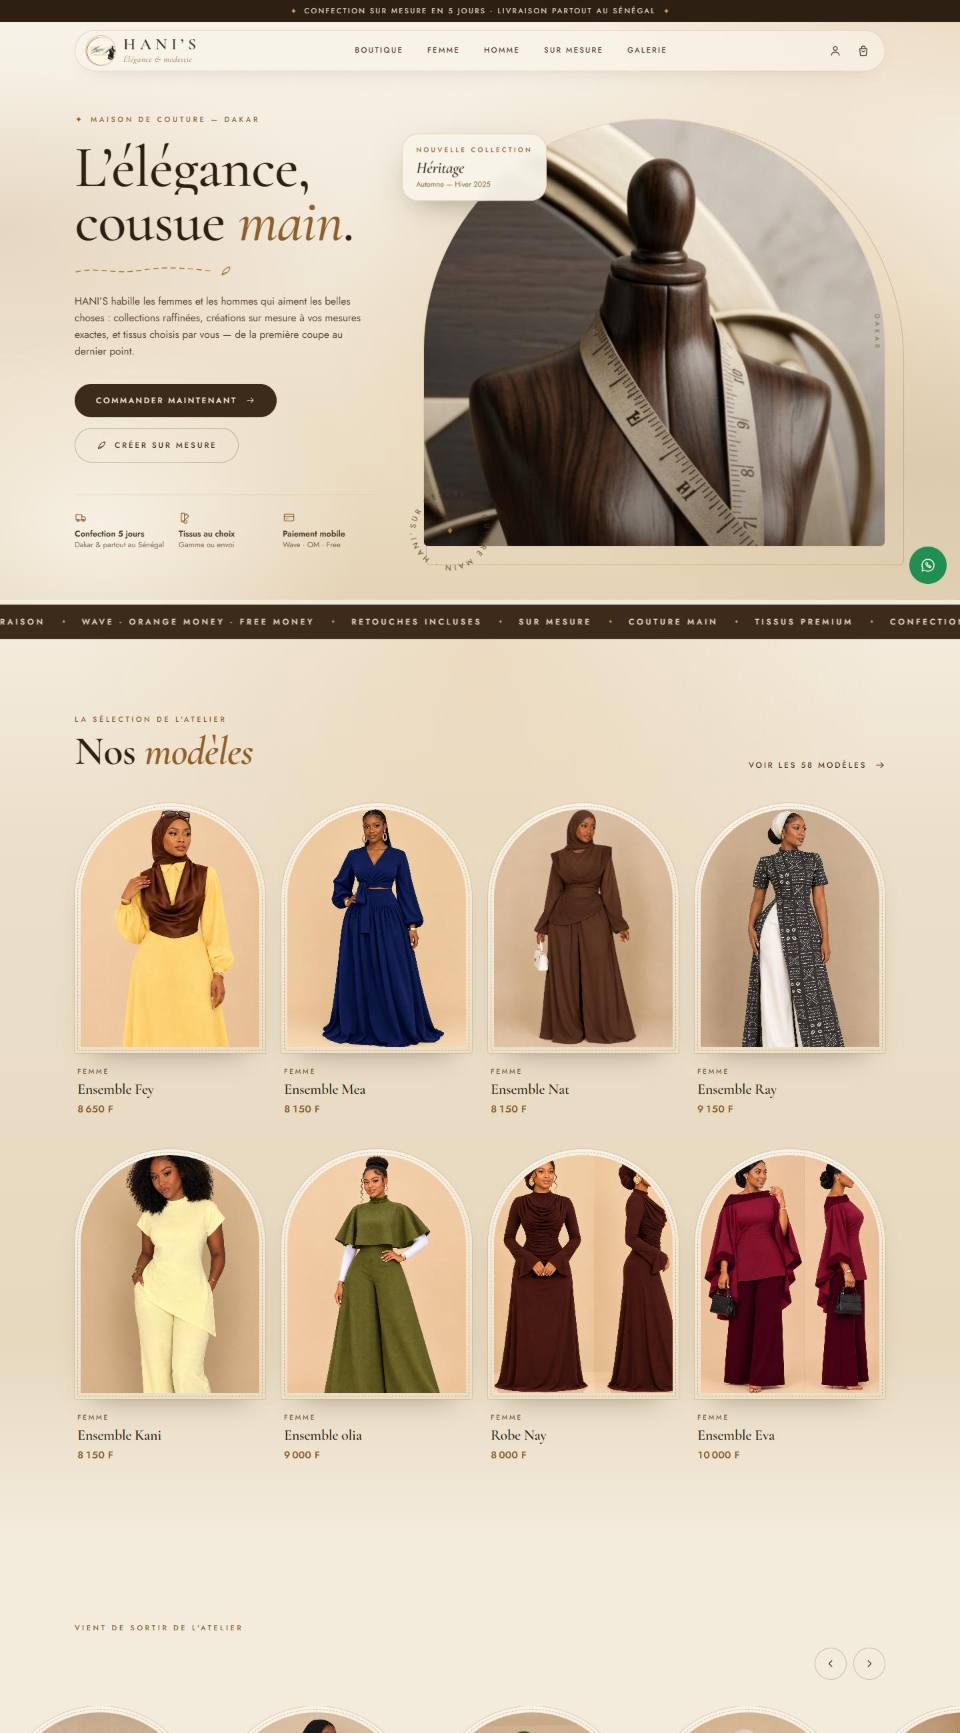 ✦ CONFECTION SUR MESURE EN 5 JOURS · LIVRAISON PARTOUT AU SÉNÉGAL ✦
HANI'S
Élégance & modestie
BOUTIQUE FEMME HOMME SUR MESURE GALERIE
✦ MAISON DE COUTURE — DAKAR
L'élégance,
cousue main.
HANI'S habille les femmes et les hommes qui aiment les belles
choses : collections raffinées, créations sur mesure à vos mesures
exactes, et tissus choisis par vous — de la première coupe au
dernier point.
COMMANDER MAINTENANT →
CRÉER SUR MESURE
Confection 5 jours
Dakar & partout au Sénégal
Tissus au choix
Gamme ou envoi
Paiement mobile
Wave · OM · Free
NOUVELLE COLLECTION
Héritage
Automne — Hiver 2025
DAKAR
HANI · SUR
MAIN
RAISON • WAVE · ORANGE MONEY · FREE MONEY • RETOUCHES INCLUSES • SUR MESURE • COUTURE MAIN • TISSUS PREMIUM • CONFECTION
LA SÉLECTION DE L'ATELIER
Nos modèles
VOIR LES 58 MODÈLES →
FEMME
Ensemble Fey
8 650 F
FEMME
Ensemble Mea
8 150 F
FEMME
Ensemble Nat
8 150 F
FEMME
Ensemble Ray
9 150 F
FEMME
Ensemble Kani
8 150 F
FEMME
Ensemble olia
9 000 F
FEMME
Robe Nay
8 000 F
FEMME
Ensemble Eva
10 000 F
VIENT DE SORTIR DE L'ATELIER